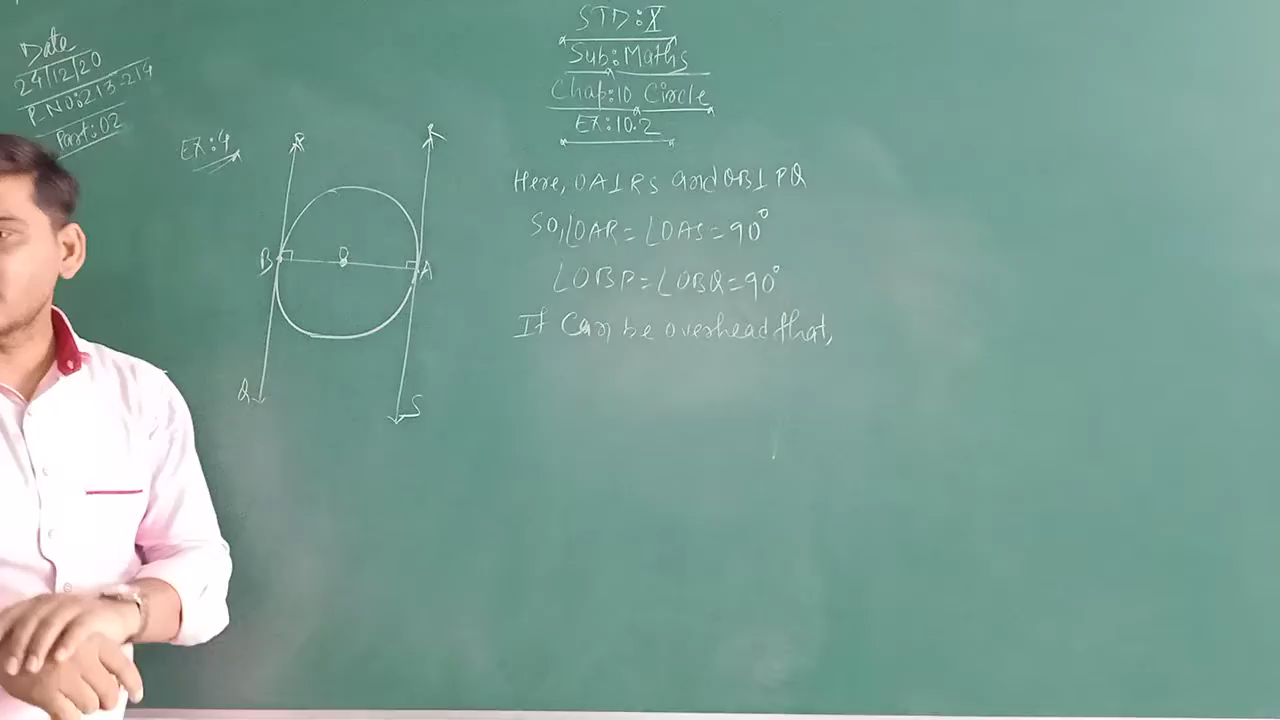 Date
24/12/20
P.NO:213-214
Part:02
STD:X
Sub:Maths
Chap:10 Circle
EX:10.2
EX:4
B
O
A
Q
S
Here, OA⊥RS and OB⊥PQ
SO,∠OAR=∠OAS=90°
∠OBP=∠OBQ=90°
It can be overhead that,